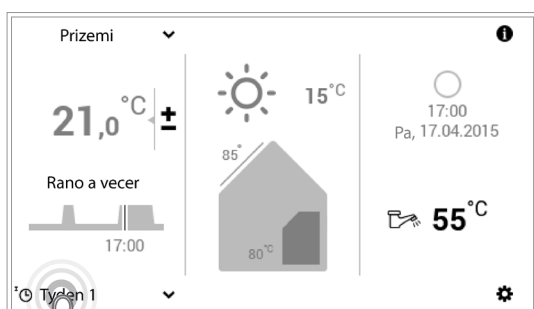 Prizemi
21,0 °C ±
Rano a vecer
17:00
Tyden 1
15°C
85°
80°C
17:00
Pa, 17.04.2015
55°C